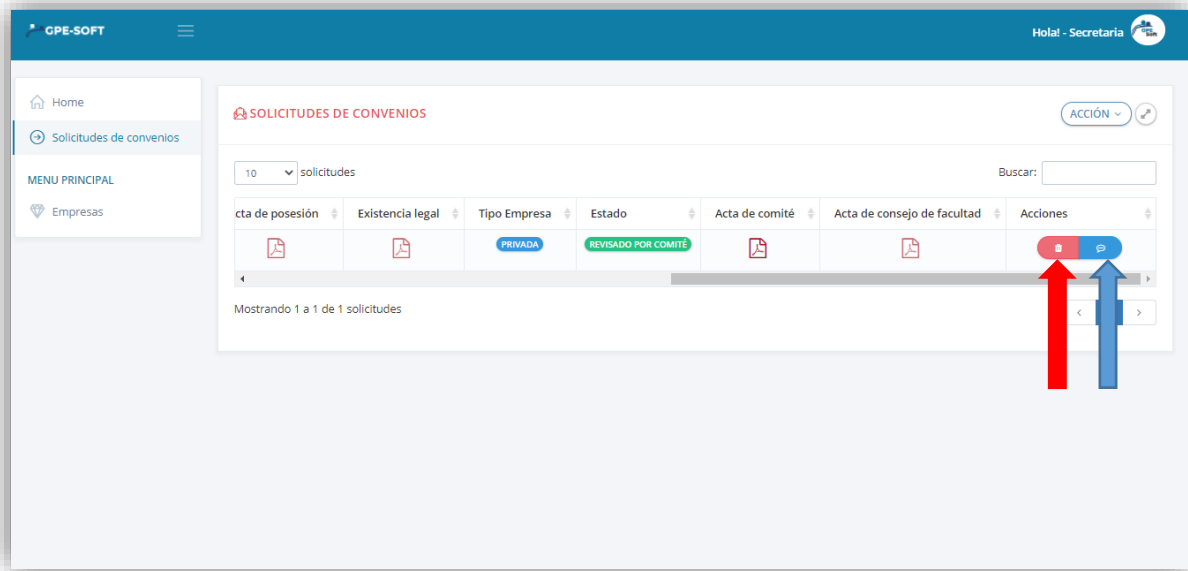 GPE-SOFT
Hola! - Secretaria
GPE Soft
Home
Solicitudes de convenios
MENU PRINCIPAL
Empresas
SOLICITUDES DE CONVENIOS
ACCIÓN
10 solicitudes
Buscar:
cta de posesión Existencia legal Tipo Empresa Estado Acta de comité Acta de consejo de facultad Acciones
PRIVADA REVISADO POR COMITÉ
Mostrando 1 a 1 de 1 solicitudes